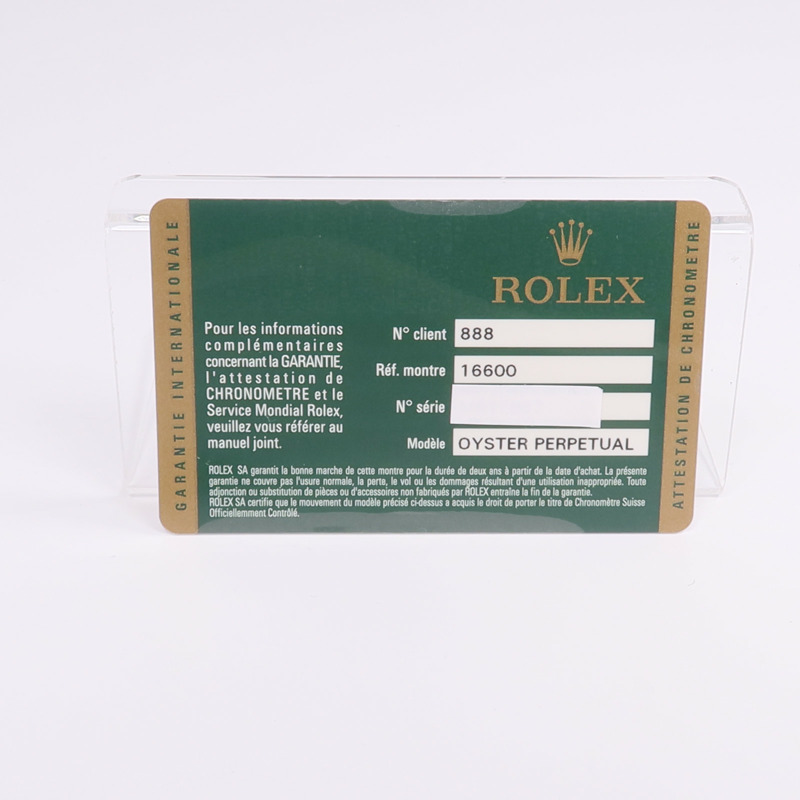 GARANTIE INTERNATIONALE
ROLEX
Pour les informations
complémentaires
concernant la GARANTIE,
l'attestation de
CHRONOMETRE et le
Service Mondial Rolex,
veuillez vous référer au
manuel joint.
N° client 888
Réf. montre 16600
N° série
Modèle OYSTER PERPETUAL
ROLEX SA garantit la bonne marche de cette montre pour la durée de deux ans à partir de la date d'achat. La présente
garantie ne couvre pas l'usure normale, la perte, le vol ou les dommages résultant d'une utilisation inappropriée. Toute
adjonction ou substitution de pièces ou d'accessoires non fabriqués par ROLEX entraîne la fin de la garantie.
ROLEX SA certifie que le mouvement du modèle précisé ci-dessus a acquis le droit de porter le titre de Chronomètre Suisse
Officiellement Contrôlé.
ATTESTATION DE CHRONOMETRE